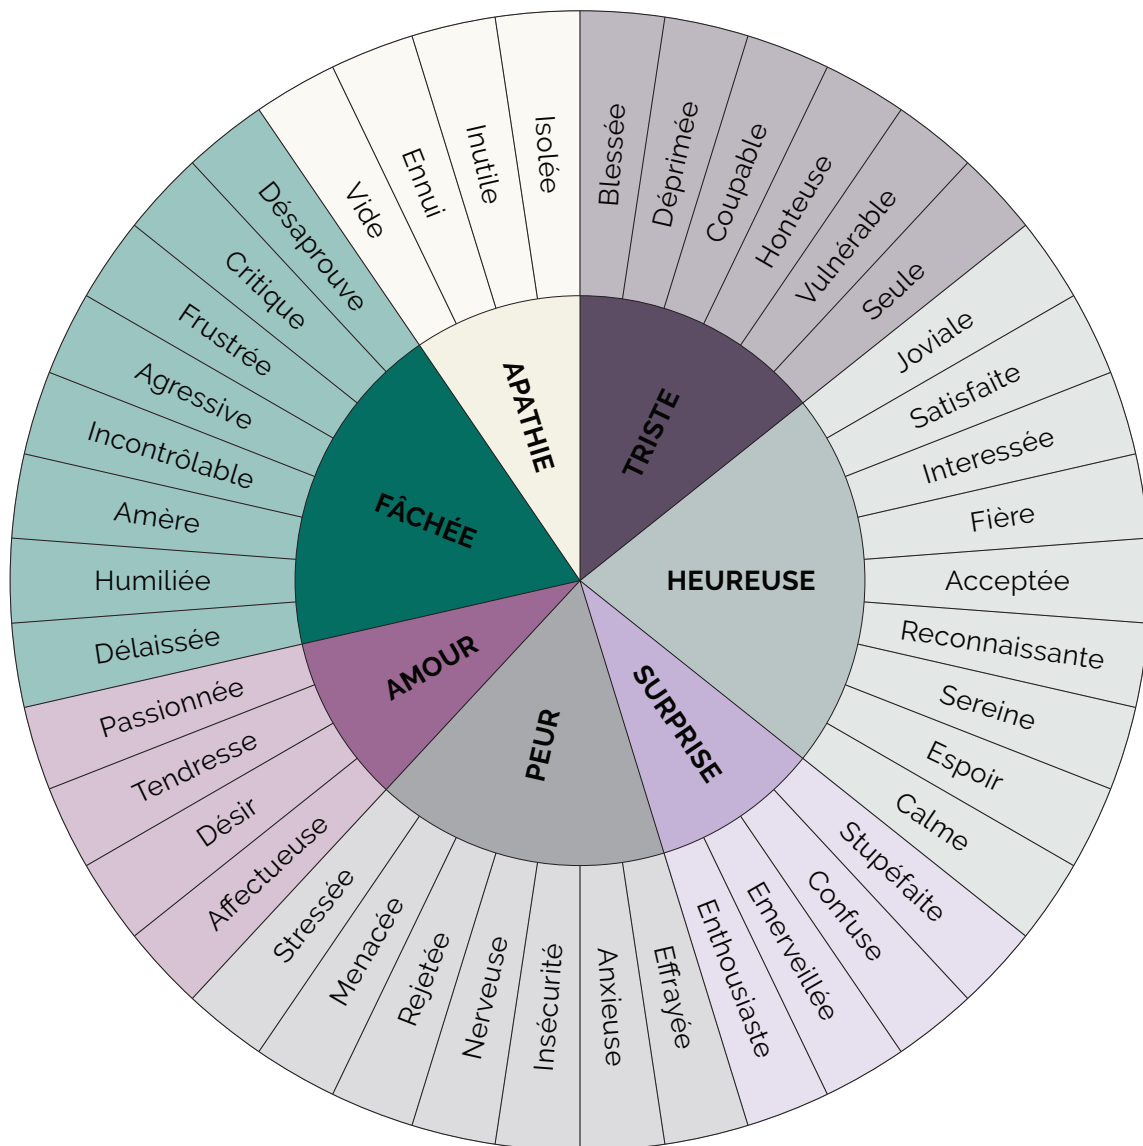 TRISTE
Blessée
Déprimée
Coupable
Honteuse
Vulnérable
Seule
HEUREUSE
Joviale
Satisfaite
Interessée
Fière
Acceptée
Reconnaissante
Sereine
Espoir
Calme
SURPRISE
Stupéfaite
Confuse
Emerveillée
Enthousiaste
PEUR
Effrayée
Anxieuse
Insécurité
Nerveuse
Rejetée
Menacée
Stressée
AMOUR
Affectueuse
Désir
Tendresse
Passionnée
FÂCHÉE
Délaissée
Humiliée
Amère
Incontrôlable
Agressive
Frustrée
Critique
Désaprouve
APATHIE
Vide
Ennui
Inutile
Isolée